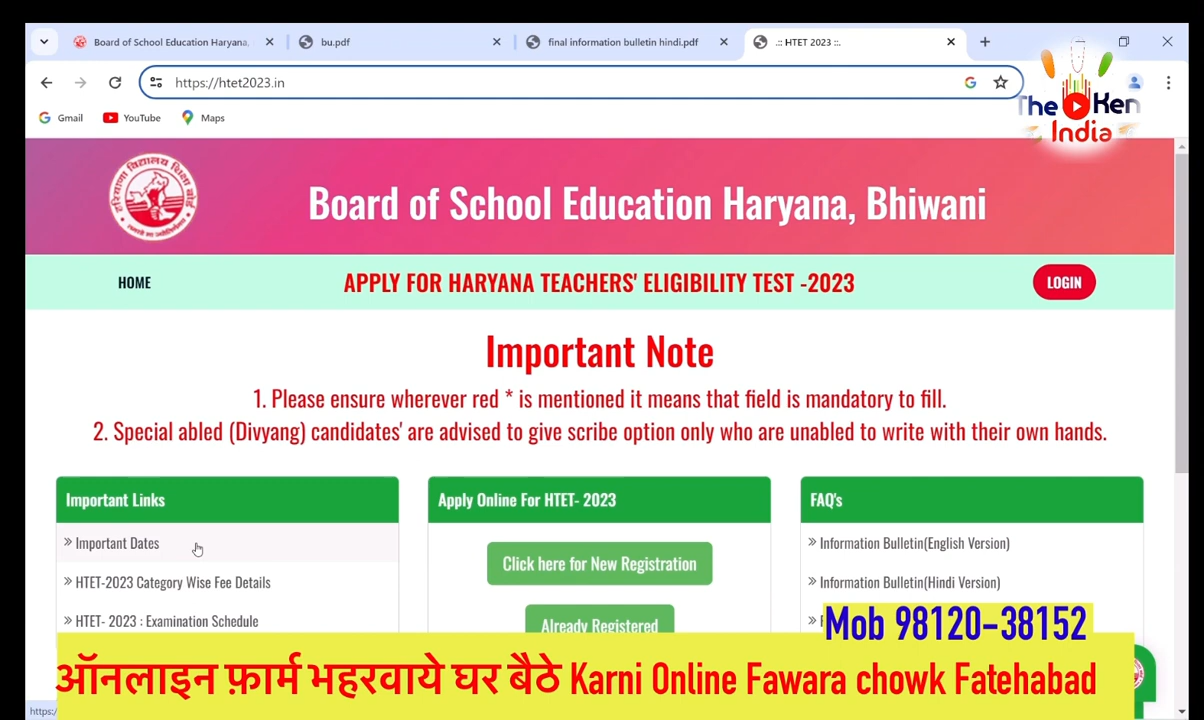 Board of School Education Haryana,
bu.pdf
final information bulletin hindi.pdf
.:: HTET 2023 ::.
https://htet2023.in
Gmail
YouTube
Maps
The Ken
India
हरियाणा विद्यालय शिक्षा बोर्ड
Board of School Education Haryana, Bhiwani
HOME
APPLY FOR HARYANA TEACHERS' ELIGIBILITY TEST -2023
LOGIN
Important Note
1. Please ensure wherever red * is mentioned it means that field is mandatory to fill.
2. Special abled (Divyang) candidates' are advised to give scribe option only who are unabled to write with their own hands.
Important Links
» Important Dates
» HTET-2023 Category Wise Fee Details
» HTET- 2023 : Examination Schedule
Apply Online For HTET- 2023
Click here for New Registration
Already Registered
FAQ's
» Information Bulletin(English Version)
» Information Bulletin(Hindi Version)
»
Mob 98120-38152
ऑनलाइन फ़ार्म भहरवाये घर बैठे Karni Online Fawara chowk Fatehabad
https: